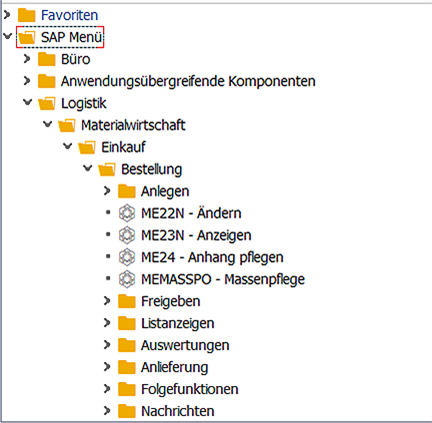 Favoriten
SAP Menü
Büro
Anwendungsübergreifende Komponenten
Logistik
Materialwirtschaft
Einkauf
Bestellung
Anlegen
ME22N - Ändern
ME23N - Anzeigen
ME24 - Anhang pflegen
MEMASSPO - Massenpflege
Freigeben
Listanzeigen
Auswertungen
Anlieferung
Folgefunktionen
Nachrichten